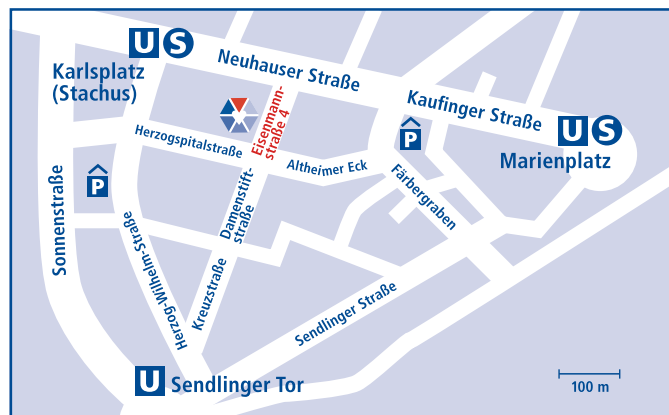 U S
Karlsplatz
(Stachus)
Neuhauser Straße
Kaufinger Straße
U S
Marienplatz
Eisenmann-
straße 4
Herzogspitalstraße
Altheimer Eck
P
P
Färbergraben
Damenstift-
straße
Sonnenstraße
Herzog-Wilhelm-Straße
Kreuzstraße
Sendlinger Straße
U Sendlinger Tor
100 m